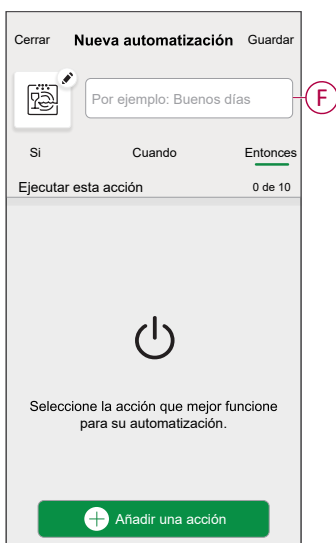 Cerrar Nueva automatización Guardar
Por ejemplo: Buenos días
F
Si Cuando Entonces
Ejecutar esta acción 0 de 10
Seleccione la acción que mejor funcione
para su automatización.
Añadir una acción